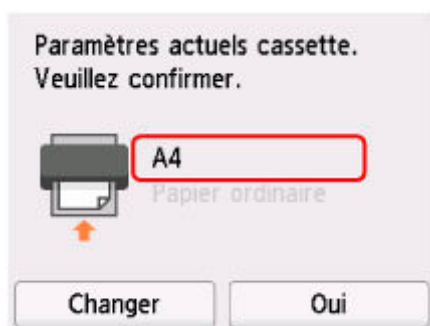 Paramètres actuels cassette.
Veuillez confirmer.
A4
Papier ordinaire
Changer
Oui